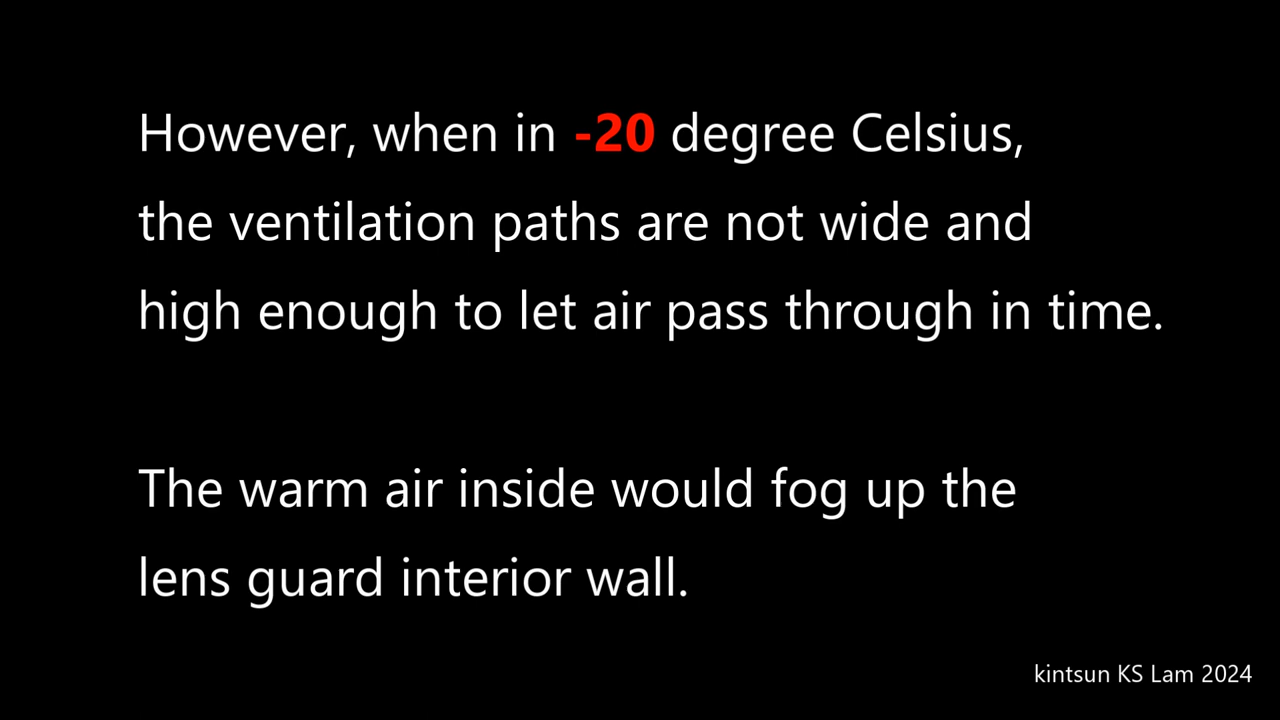 However, when in -20 degree Celsius,
the ventilation paths are not wide and
high enough to let air pass through in time.
The warm air inside would fog up the
lens guard interior wall.
kintsun KS Lam 2024